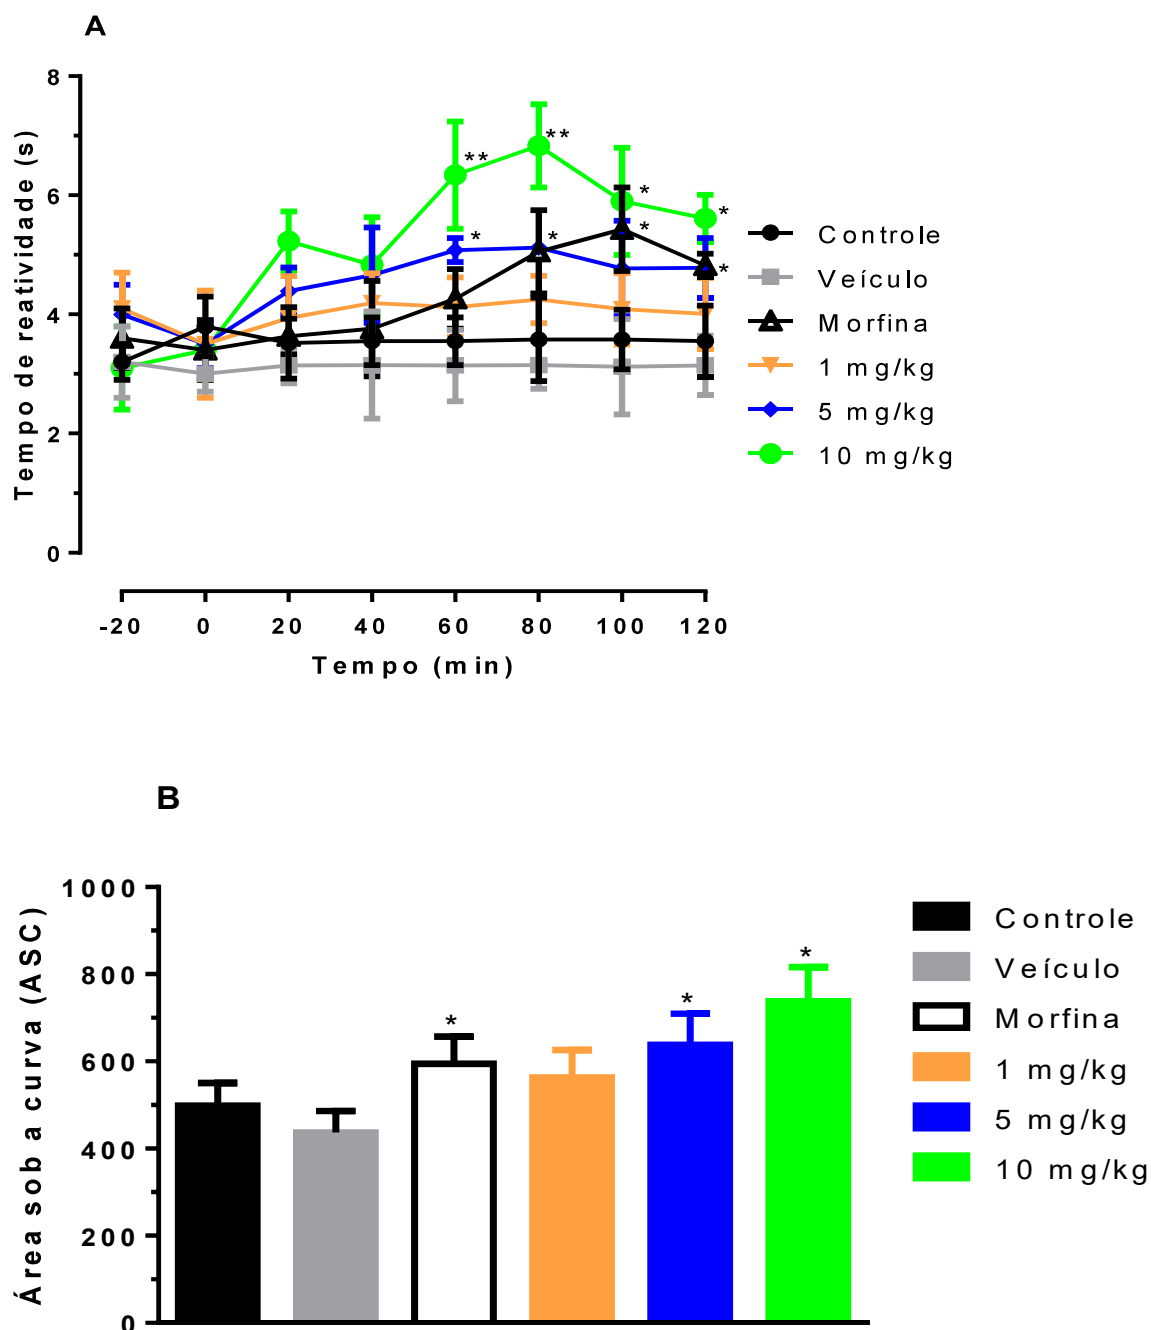 A
8
6
4
2
0
Tempo de reatividade (s)
**
**
*
*
*
*
*
*
-20 0 20 40 60 80 100 120
Tempo (min)
Controle
Veículo
Morfina
1 mg/kg
5 mg/kg
10 mg/kg
B
1000
800
600
400
200
0
Área sob a curva (ASC)
*
*
*
Controle
Veículo
Morfina
1 mg/kg
5 mg/kg
10 mg/kg